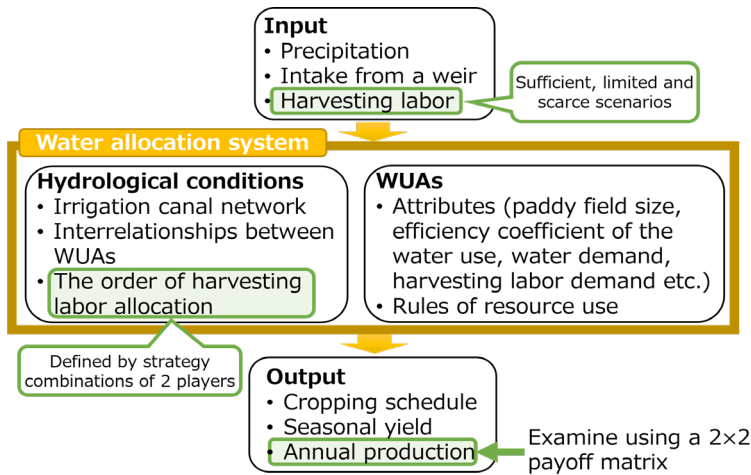 Input
• Precipitation
• Intake from a weir
• Harvesting labor
Sufficient, limited and
scarce scenarios
Water allocation system
Hydrological conditions
• Irrigation canal network
• Interrelationships between
WUAs
• The order of harvesting
labor allocation
WUAs
• Attributes (paddy field size,
efficiency coefficient of the
water use, water demand,
harvesting labor demand etc.)
• Rules of resource use
Defined by strategy
combinations of 2 players
Output
• Cropping schedule
• Seasonal yield
• Annual production
Examine using a 2×2
payoff matrix